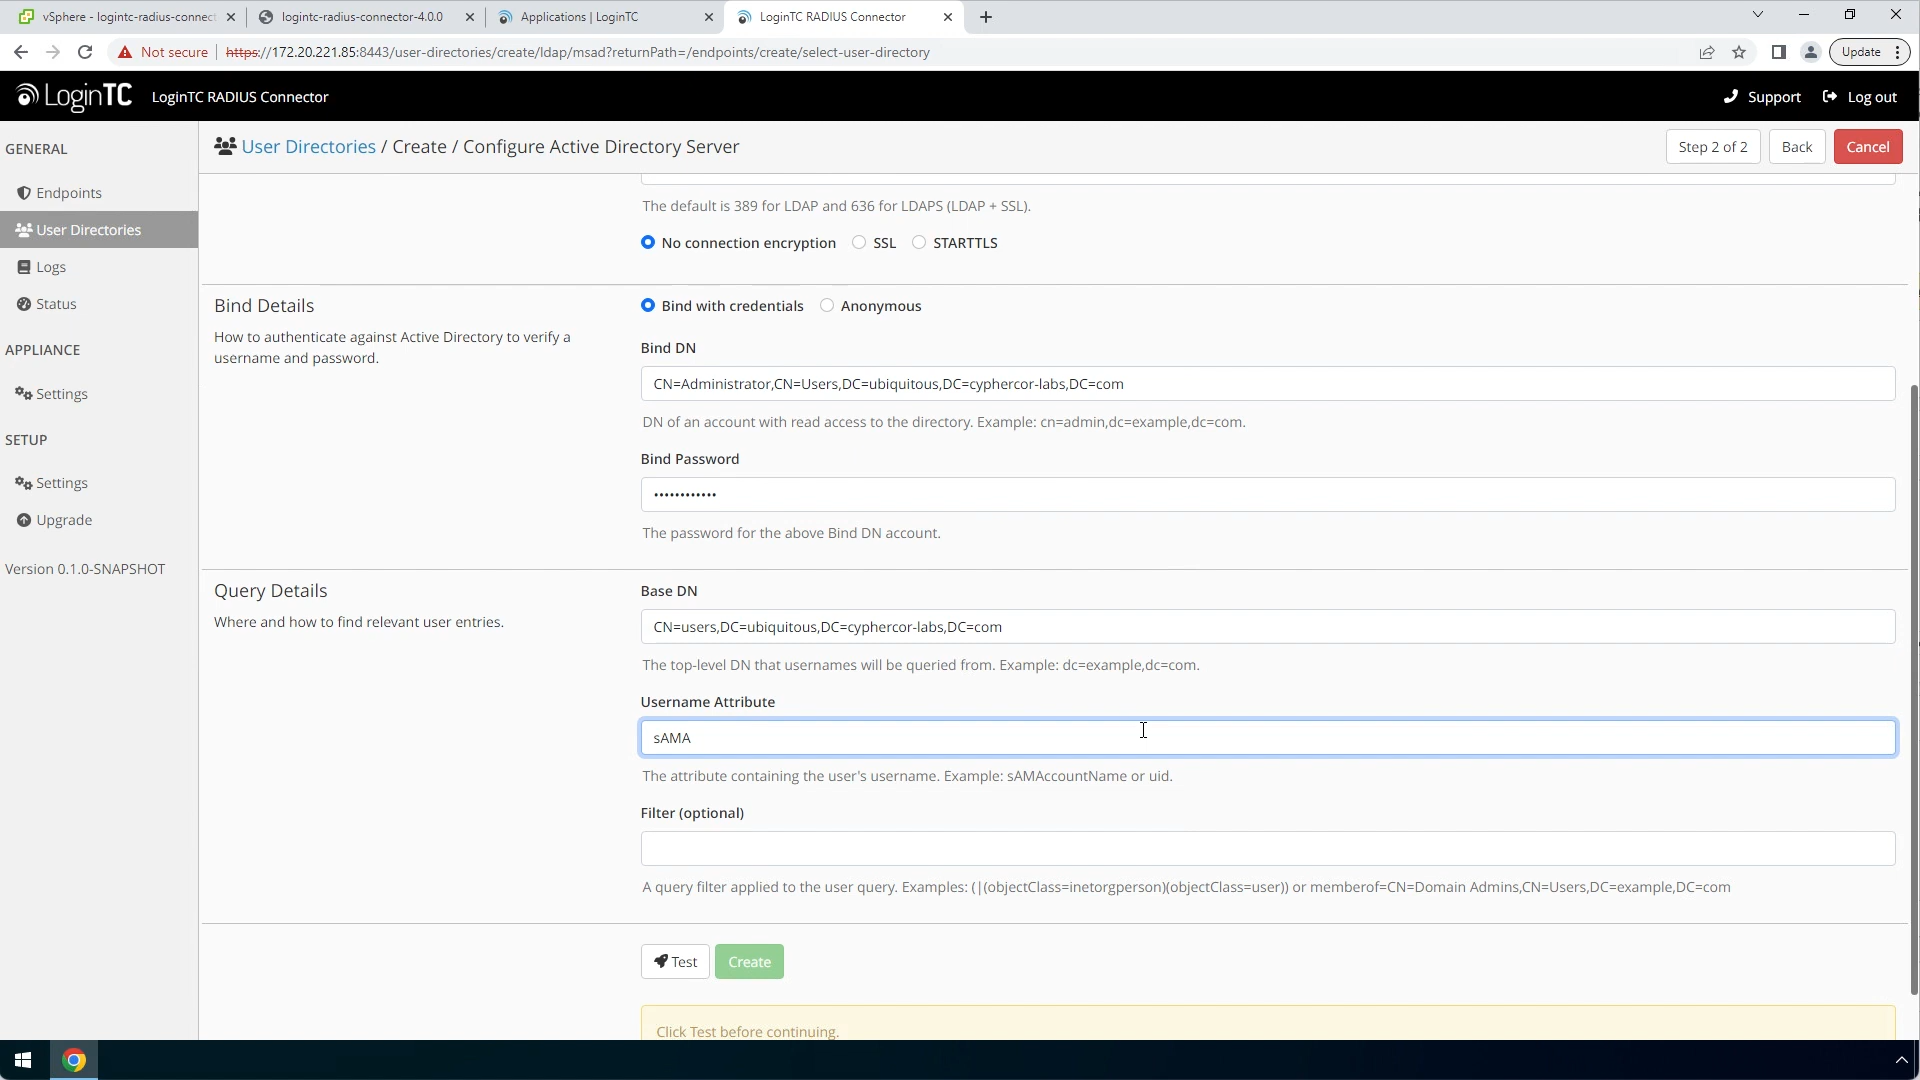 vSphere - logintc-radius-connect
logintc-radius-connector-4.0.0
Applications | LoginTC
LoginTC RADIUS Connector
Not secure
https://172.20.221.85:8443/user-directories/create/ldap/msad?returnPath=/endpoints/create/select-user-directory
Update
LoginTC
LoginTC RADIUS Connector
Support
Log out
GENERAL
Endpoints
User Directories
Logs
Status
APPLIANCE
Settings
SETUP
Settings
Upgrade
Version 0.1.0-SNAPSHOT
User Directories / Create / Configure Active Directory Server
Step 2 of 2
Back
Cancel
The default is 389 for LDAP and 636 for LDAPS (LDAP + SSL).
No connection encryption
SSL
STARTTLS
Bind Details
How to authenticate against Active Directory to verify a
username and password.
Bind with credentials
Anonymous
Bind DN
CN=Administrator,CN=Users,DC=ubiquitous,DC=cyphercor-labs,DC=com
DN of an account with read access to the directory. Example: cn=admin,dc=example,dc=com.
Bind Password
••••••••••••
The password for the above Bind DN account.
Query Details
Where and how to find relevant user entries.
Base DN
CN=users,DC=ubiquitous,DC=cyphercor-labs,DC=com
The top-level DN that usernames will be queried from. Example: dc=example,dc=com.
Username Attribute
sAMA
The attribute containing the user's username. Example: sAMAccountName or uid.
Filter (optional)
A query filter applied to the user query. Examples: (|(objectClass=inetorgperson)(objectClass=user)) or memberof=CN=Domain Admins,CN=Users,DC=example,DC=com
Test
Create
Click Test before continuing.